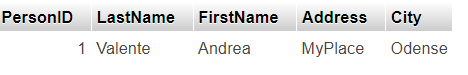 PersonID LastName FirstName Address City
1 Valente Andrea MyPlace Odense